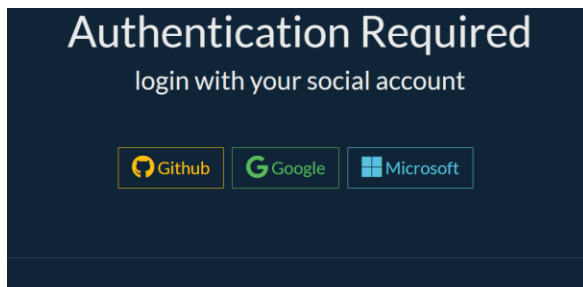 Authentication Required
login with your social account
Github Google Microsoft